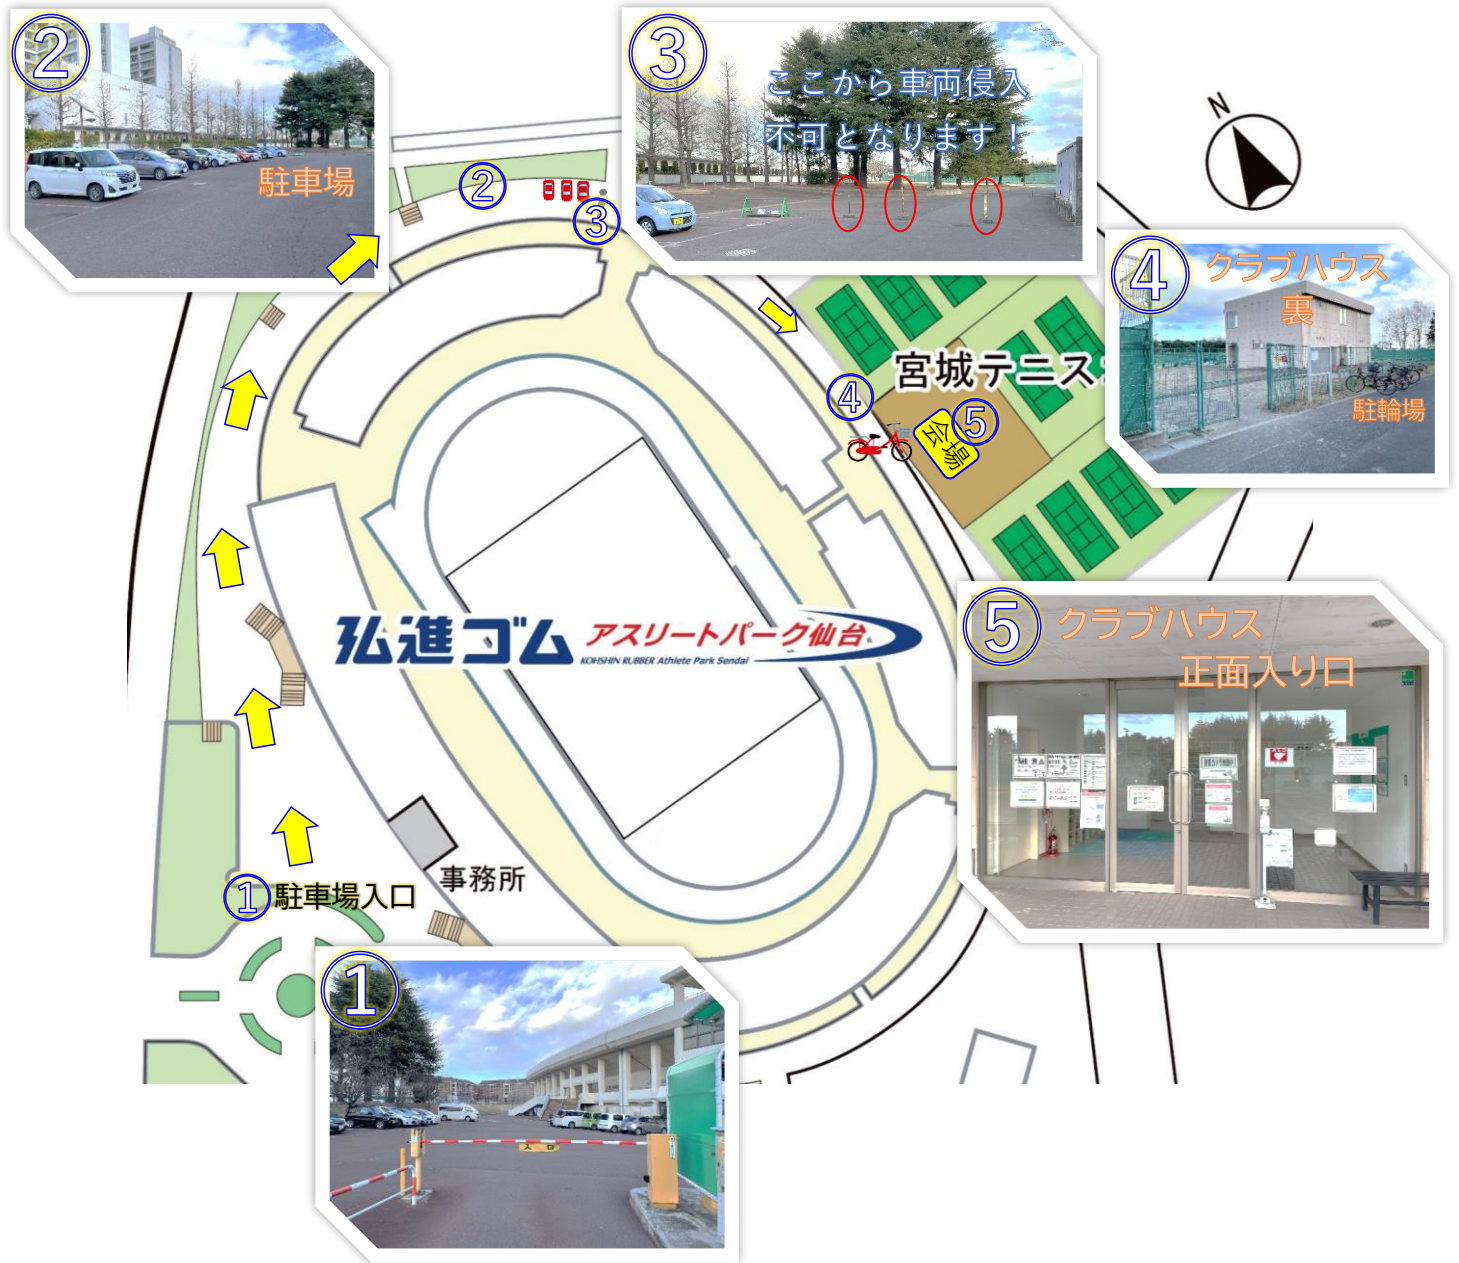 ②
駐車場
③
ここから車両侵入
不可となります！
N
②
③
④
クラブハウス
裏
駐輪場
宮城テニスコ
④
会場
⑤
弘進ゴム
アスリートパーク仙台
KOHSHIN RUBBER Athlete Park Sendai
⑤
クラブハウス
正面入り口
事務所
①
駐車場入口
①
入口